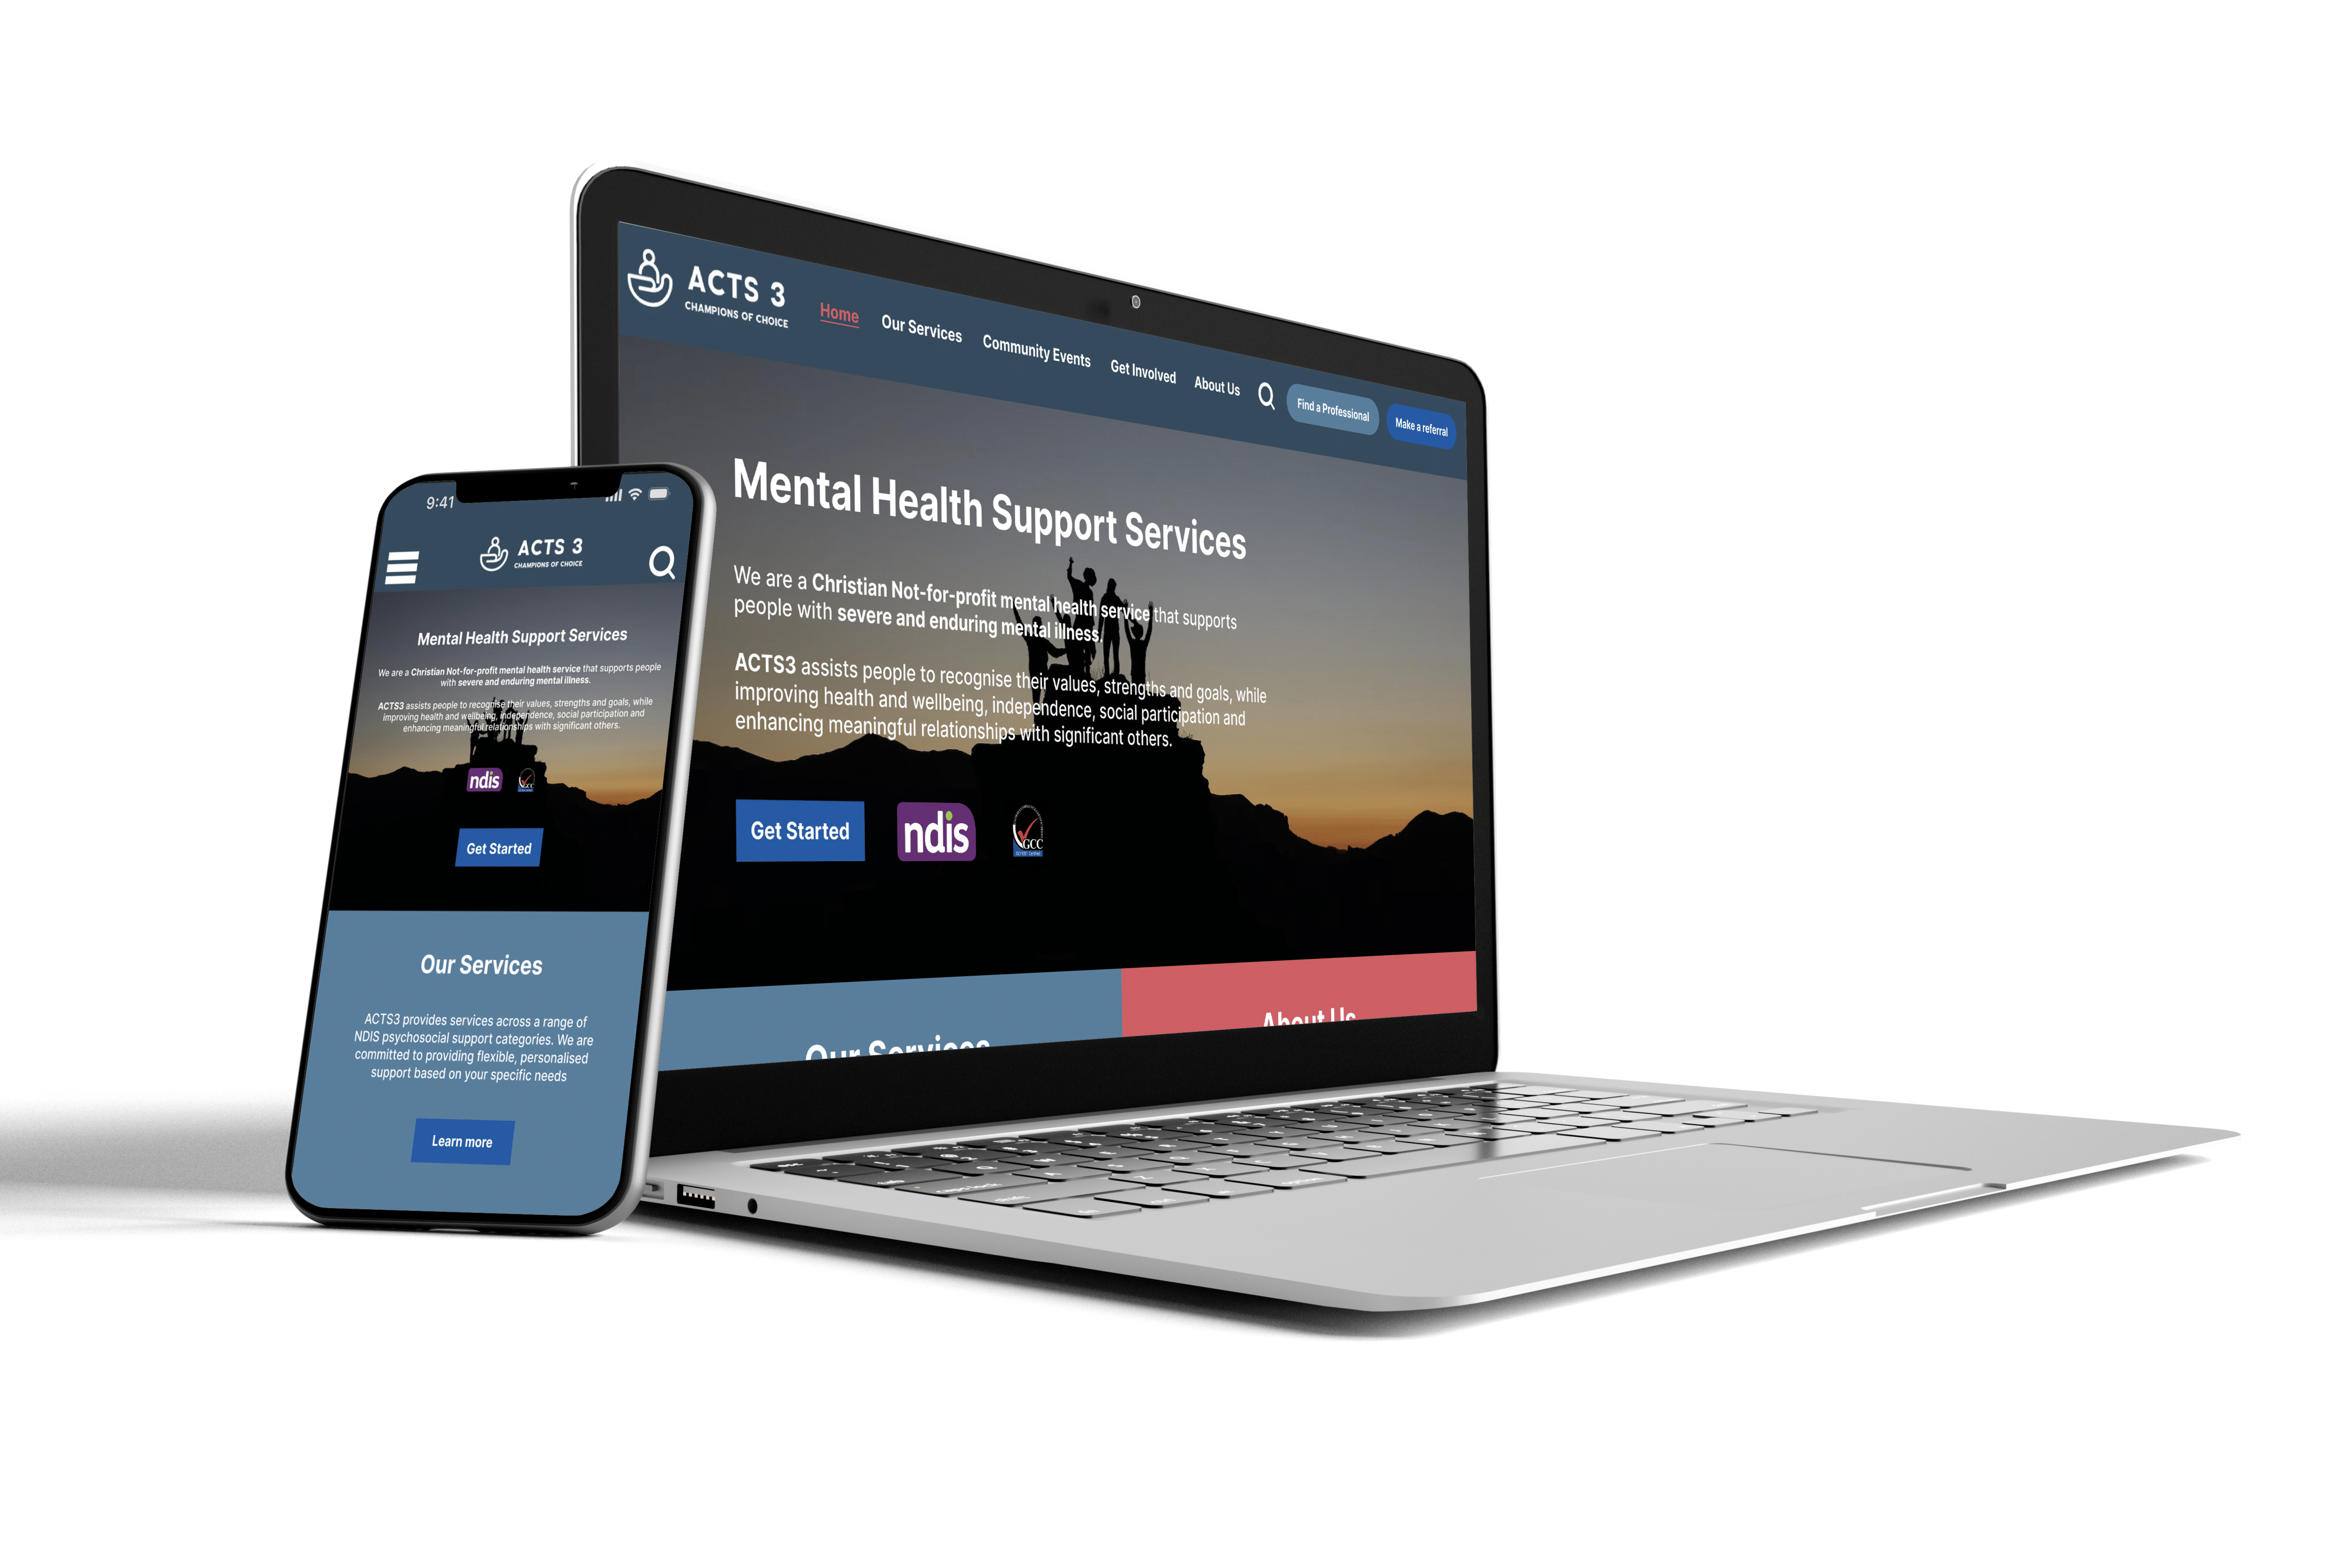 ACTS 3
CHAMPIONS OF CHOICE
Home
Our Services
Community Events
Get Involved
About Us
Find a Professional
Make a referral
Mental Health Support Services
We are a Christian Not-for-profit mental health service that supports
people with severe and enduring mental illness.
ACTS3 assists people to recognise their values, strengths and goals, while
improving health and wellbeing, independence, social participation and
enhancing meaningful relationships with significant others.
Get Started
ndis
GCC
Our Services
About Us
9:41
ACTS 3
CHAMPIONS OF CHOICE
Mental Health Support Services
We are a Christian Not-for-profit mental health service that supports people
with severe and enduring mental illness.
ACTS3 assists people to recognise their values, strengths and goals, while
improving health and wellbeing, independence, social participation and
enhancing meaningful relationships with significant others.
ndis
GCC
Get Started
Our Services
ACTS3 provides services across a range of
NDIS psychosocial support categories. We are
committed to providing flexible, personalised
support based on your specific needs
Learn more